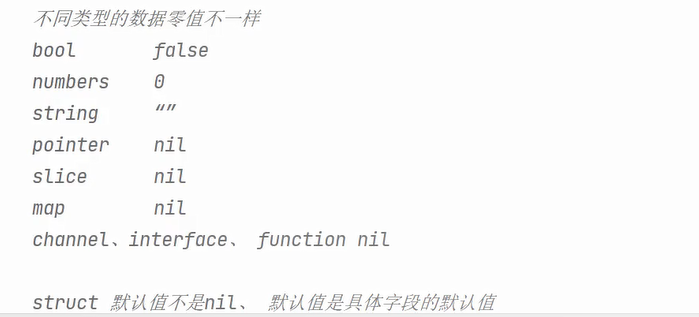 不同类型的数据零值不一样
bool false
numbers 0
string “”
pointer nil
slice nil
map nil
channel、interface、 function nil
struct 默认值不是nil、 默认值是具体字段的默认值